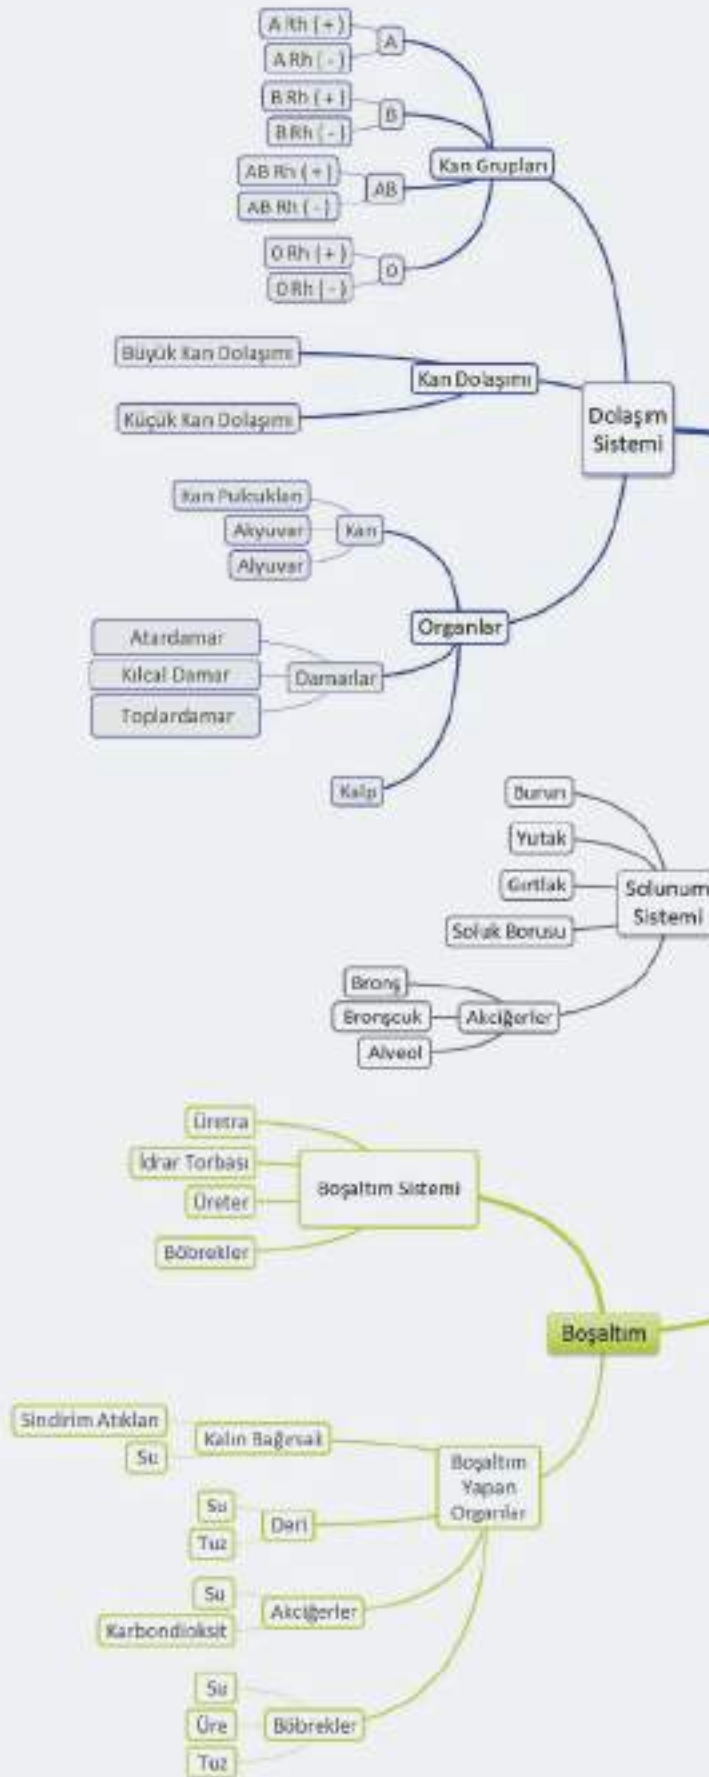 A Rh (+)
A Rh (-)
A
B Rh (+)
B Rh (-)
B
AB Rh (+)
AB Rh (-)
AB
0 Rh (+)
0 Rh (-)
0
Kan Grupları
Büyük Kan Dolaşımı
Küçük Kan Dolaşımı
Kan Dolaşımı
Dolaşım
Sistemi
Kan Pulcukları
Akyuvar
Alyuvar
Kan
Organlar
Atardamar
Kılcal Damar
Toplardamar
Damarlar
Kalp
Burun
Yutak
Gırtlak
Soluk Borusu
Solunum
Sistemi
Bronş
Bronşcuk
Alveol
Akciğerler
Üretra
İdrar Torbası
Üreter
Böbrekler
Boşaltım Sistemi
Boşaltım
Sindirim Atıkları
Su
Kalın Bağırsak
Boşaltım
Yapan
Organlar
Su
Tuz
Deri
Su
Karbondioksit
Akciğerler
Su
Üre
Tuz
Böbrekler